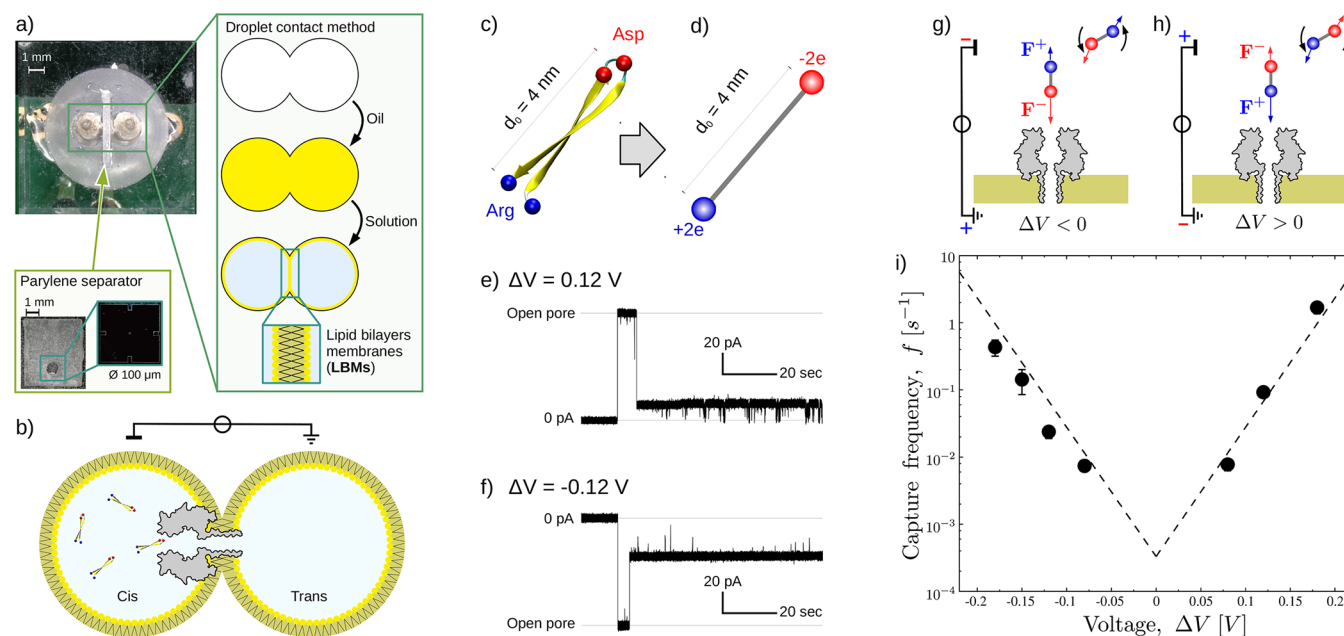 a)
1 mm
Droplet contact method
Oil
Solution
Lipid bilayers
membranes
(LBMs)
Parylene separator
1 mm
Ø 100 µm
b)
Cis
Trans
c)
Asp
d₀ = 4 nm
Arg
d)
-2e
d₀ = 4 nm
+2e
e) ΔV = 0.12 V
Open pore
20 pA
20 sec
0 pA
f) ΔV = -0.12 V
0 pA
20 pA
20 sec
Open pore
g)
−
F⁺
F⁻
+
ΔV < 0
h)
+
F⁻
F⁺
−
ΔV > 0
i)
Capture frequency, f [s⁻¹]
10
1
10⁻¹
10⁻²
10⁻³
10⁻⁴
-0.2 -0.15 -0.1 -0.05 0 0.05 0.1 0.15
Voltage, ΔV [V]